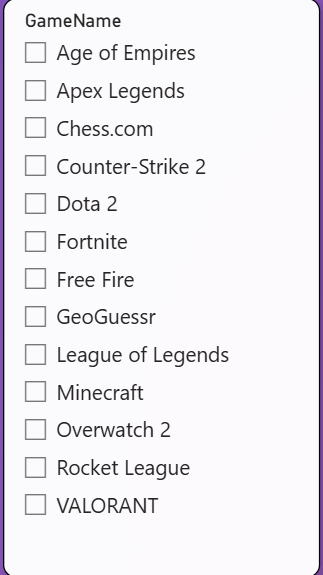 GameName
Age of Empires
Apex Legends
Chess.com
Counter-Strike 2
Dota 2
Fortnite
Free Fire
GeoGuessr
League of Legends
Minecraft
Overwatch 2
Rocket League
VALORANT